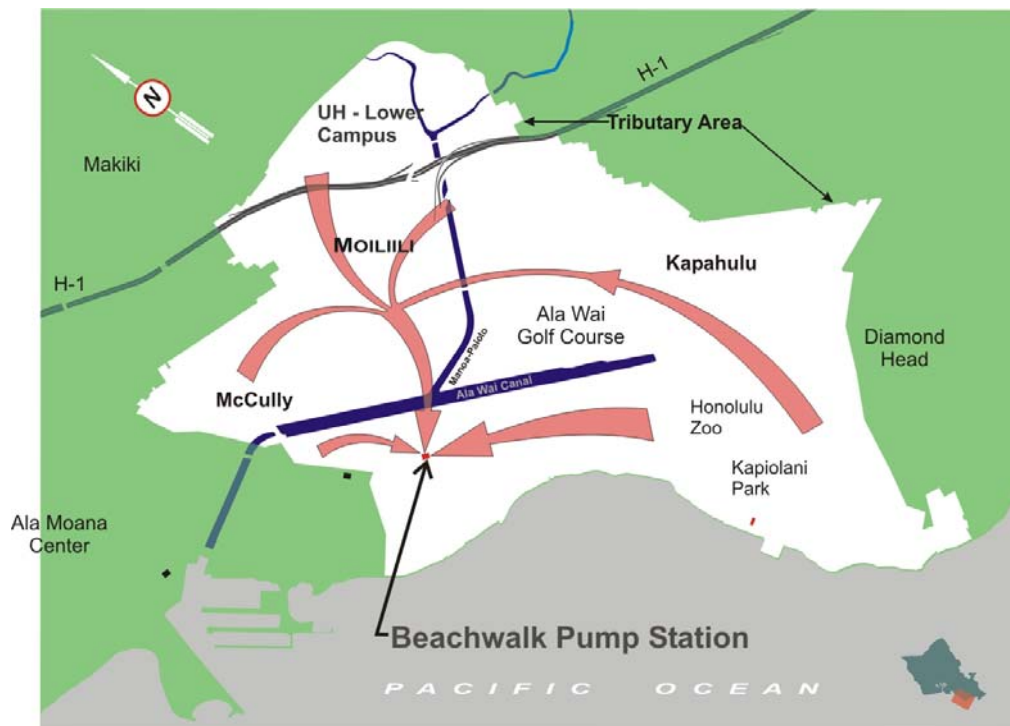 H-1
N
UH - Lower
Campus
Tributary Area
Makiki
MOILIILI
Kapahulu
H-1
Ala Wai
Golf Course
Diamond
Head
Manoa-Palolo
Ala Wai Canal
McCully
Honolulu
Zoo
Kapiolani
Park
Ala Moana
Center
Beachwalk Pump Station
PACIFIC OCEAN